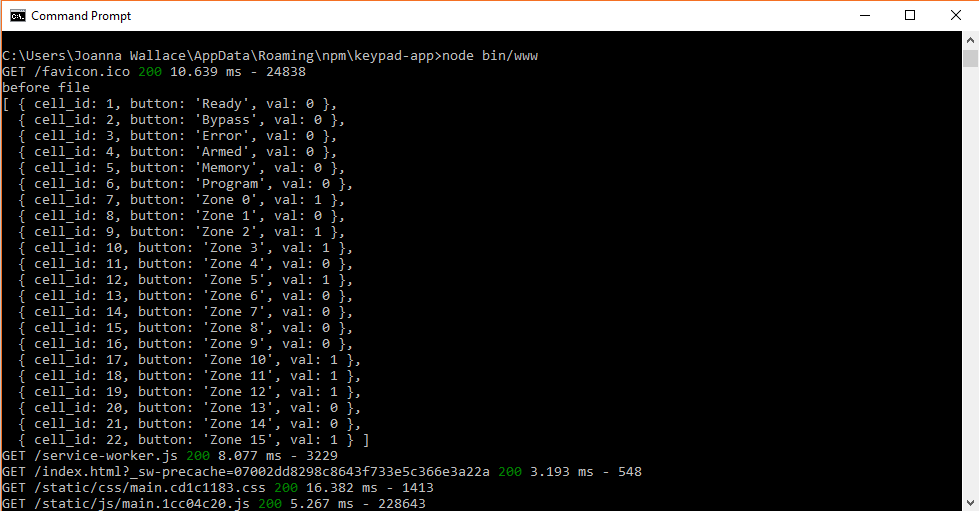 Command Prompt
C:\Users\Joanna Wallace\AppData\Roaming\npm\keypad-app>node bin/www
GET /favicon.ico 200 10.639 ms - 24838
before file
[ { cell_id: 1, button: 'Ready', val: 0 },
  { cell_id: 2, button: 'Bypass', val: 0 },
  { cell_id: 3, button: 'Error', val: 0 },
  { cell_id: 4, button: 'Armed', val: 0 },
  { cell_id: 5, button: 'Memory', val: 0 },
  { cell_id: 6, button: 'Program', val: 0 },
  { cell_id: 7, button: 'Zone 0', val: 1 },
  { cell_id: 8, button: 'Zone 1', val: 0 },
  { cell_id: 9, button: 'Zone 2', val: 1 },
  { cell_id: 10, button: 'Zone 3', val: 1 },
  { cell_id: 11, button: 'Zone 4', val: 0 },
  { cell_id: 12, button: 'Zone 5', val: 1 },
  { cell_id: 13, button: 'Zone 6', val: 0 },
  { cell_id: 14, button: 'Zone 7', val: 0 },
  { cell_id: 15, button: 'Zone 8', val: 0 },
  { cell_id: 16, button: 'Zone 9', val: 0 },
  { cell_id: 17, button: 'Zone 10', val: 1 },
  { cell_id: 18, button: 'Zone 11', val: 1 },
  { cell_id: 19, button: 'Zone 12', val: 1 },
  { cell_id: 20, button: 'Zone 13', val: 0 },
  { cell_id: 21, button: 'Zone 14', val: 0 },
  { cell_id: 22, button: 'Zone 15', val: 1 } ]
GET /service-worker.js 200 8.077 ms - 3229
GET /index.html?_sw-precache=07002dd8298c8643f733e5c366e3a22a 200 3.193 ms - 548
GET /static/css/main.cd1c1183.css 200 16.382 ms - 1413
GET /static/js/main.1cc04c20.js 200 5.267 ms - 228643